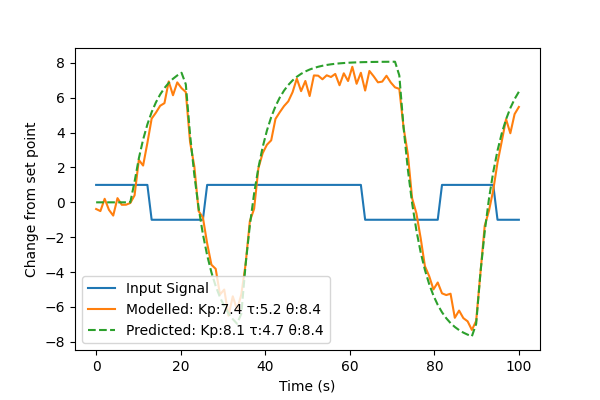 8
6
4
2
0
−2
−4
−6
−8
Change from set point
Input Signal
Modelled: Kp:7.4 τ:5.2 θ:8.4
Predicted: Kp:8.1 τ:4.7 θ:8.4
0 20 40 60 80 100
Time (s)